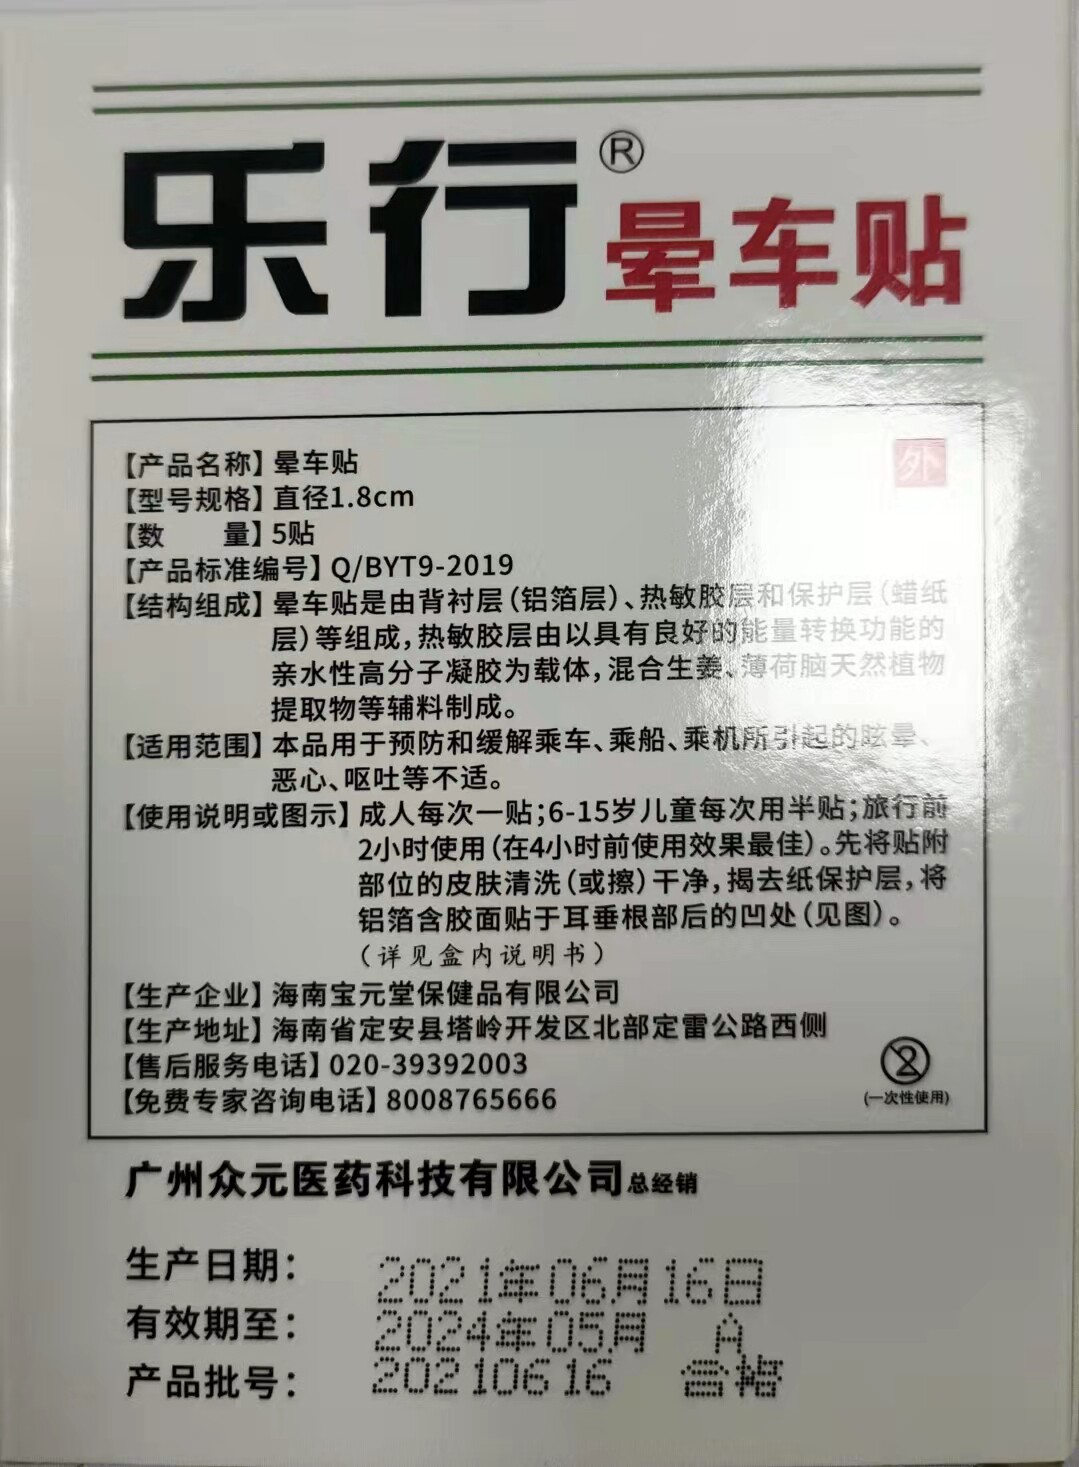 乐行®晕车贴
外
【产品名称】晕车贴
【型号规格】直径1.8cm
【数 量】5贴
【产品标准编号】Q/BYT9-2019
【结构组成】晕车贴是由背衬层(铝箔层)、热敏胶层和保护层(蜡纸
层)等组成,热敏胶层由以具有良好的能量转换功能的
亲水性高分子凝胶为载体,混合生姜、薄荷脑天然植物
提取物等辅料制成。
【适用范围】本品用于预防和缓解乘车、乘船、乘机所引起的眩晕、
恶心、呕吐等不适。
【使用说明或图示】成人每次一贴;6-15岁儿童每次用半贴;旅行前
2小时使用(在4小时前使用效果最佳)。先将贴附
部位的皮肤清洗(或擦)干净,揭去纸保护层,将
铝箔含胶面贴于耳垂根部后的凹处(见图)。
(详见盒内说明书)
【生产企业】海南宝元堂保健品有限公司
【生产地址】海南省定安县塔岭开发区北部定雷公路西侧
【售后服务电话】020-39392003
【免费专家咨询电话】8008765666
2
(一次性使用)
广州众元医药科技有限公司总经销
生产日期: 2021年06月16日
有效期至: 2024年05月 A
产品批号: 20210616 合格